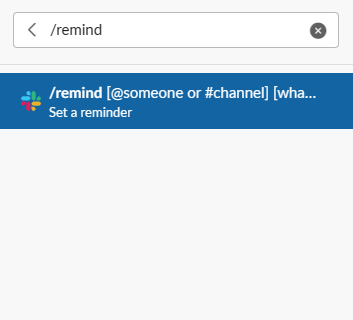 /remind
/remind [@someone or #channel] [wha...
Set a reminder